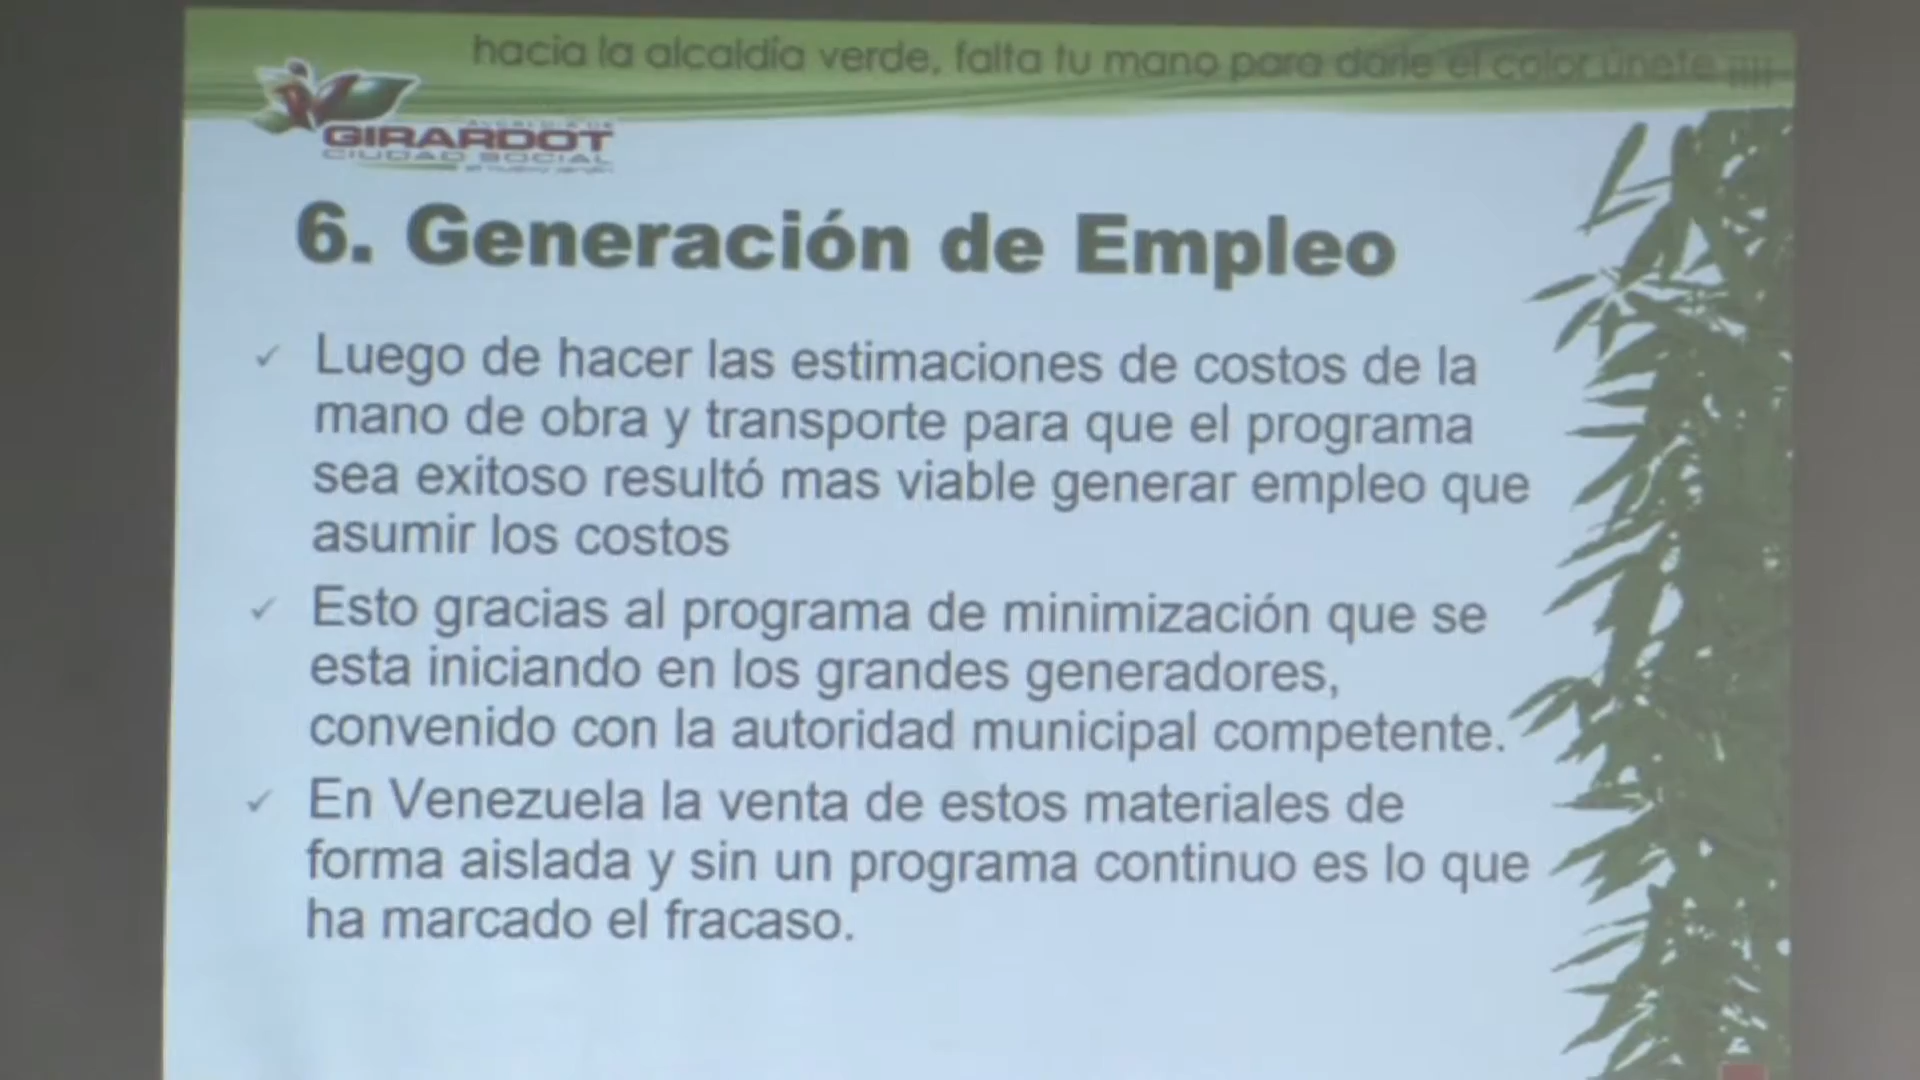 hacia la alcaldía verde, falta tu mano para darle el color únete ¡¡¡¡
ALCALDÍA DE
GIRARDOT
CIUDAD SOCIAL
6. Generación de Empleo
✓ Luego de hacer las estimaciones de costos de la
mano de obra y transporte para que el programa
sea exitoso resultó mas viable generar empleo que
asumir los costos
✓ Esto gracias al programa de minimización que se
esta iniciando en los grandes generadores,
convenido con la autoridad municipal competente.
✓ En Venezuela la venta de estos materiales de
forma aislada y sin un programa continuo es lo que
ha marcado el fracaso.